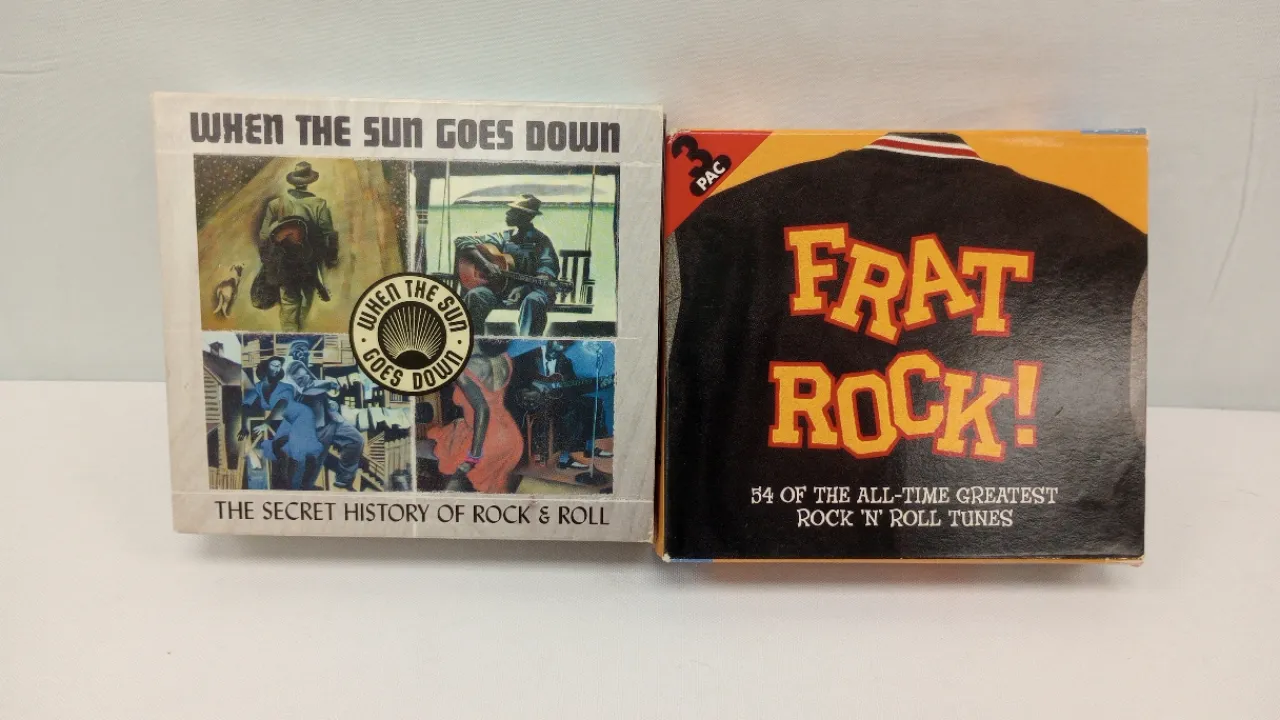 WHEN THE SUN GOES DOWN
WHEN THE SUN
GOES DOWN
THE SECRET HISTORY OF ROCK & ROLL
3
PAC
FRAT
ROCK!
54 OF THE ALL-TIME GREATEST
ROCK 'N' ROLL TUNES